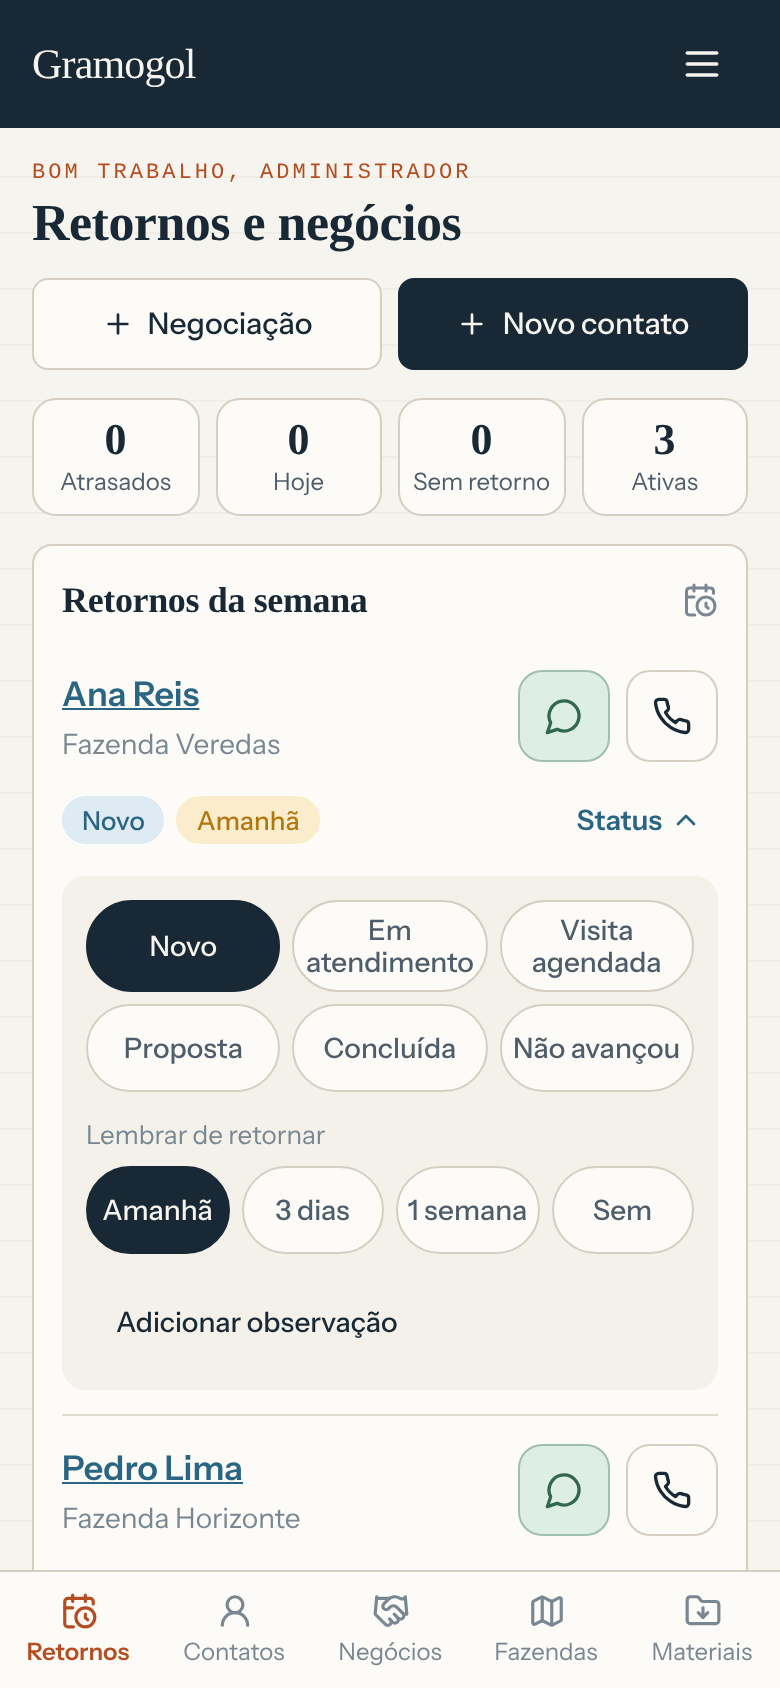 Gramogol
BOM TRABALHO, ADMINISTRADOR
Retornos e negócios
+ Negociação
+ Novo contato
0
Atrasados
0
Hoje
0
Sem retorno
3
Ativas
Retornos da semana
Ana Reis
Fazenda Veredas
Novo
Amanhã
Status
Novo
Em
atendimento
Visita
agendada
Proposta
Concluída
Não avançou
Lembrar de retornar
Amanhã
3 dias
1 semana
Sem
Adicionar observação
Pedro Lima
Fazenda Horizonte
Retornos
Contatos
Negócios
Fazendas
Materiais